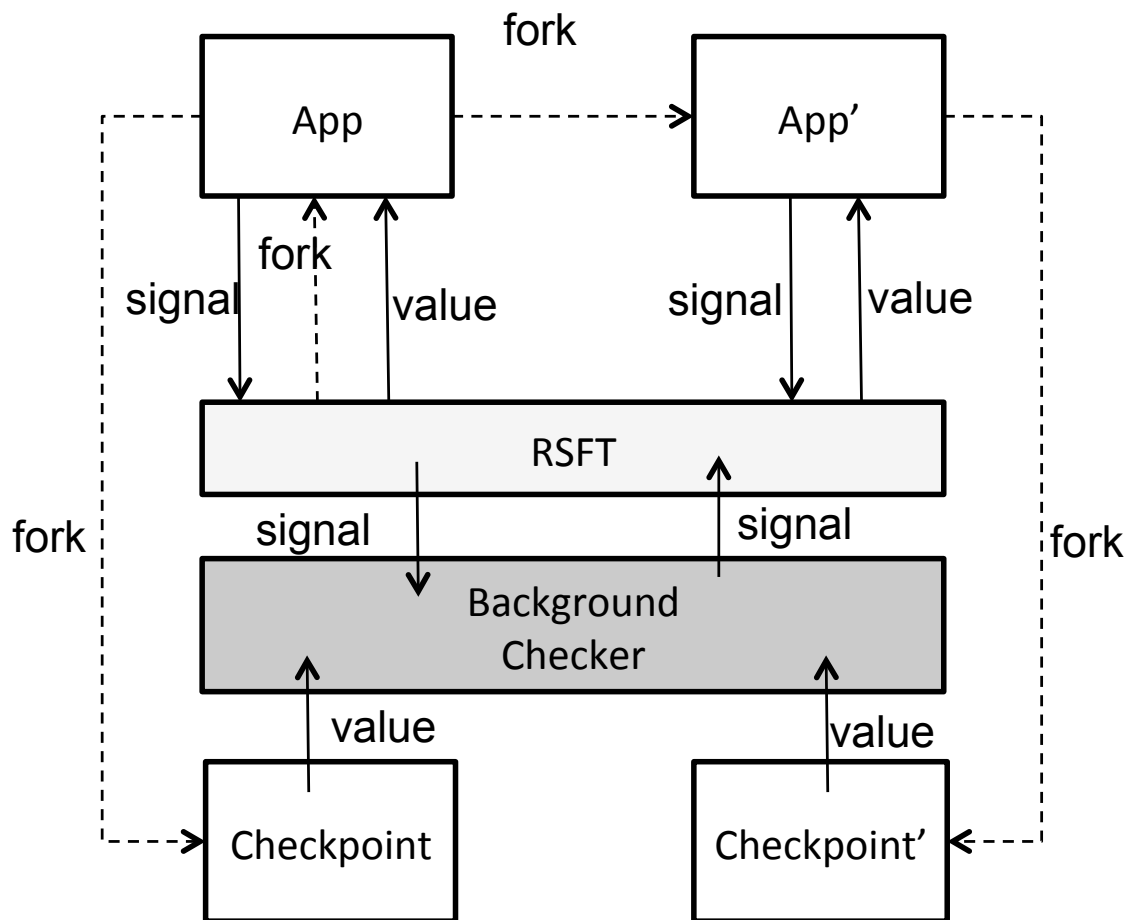 fork
App
App’
fork
signal
value
signal
value
RSFT
signal
signal
fork
fork
Background
Checker
value
value
Checkpoint
Checkpoint’